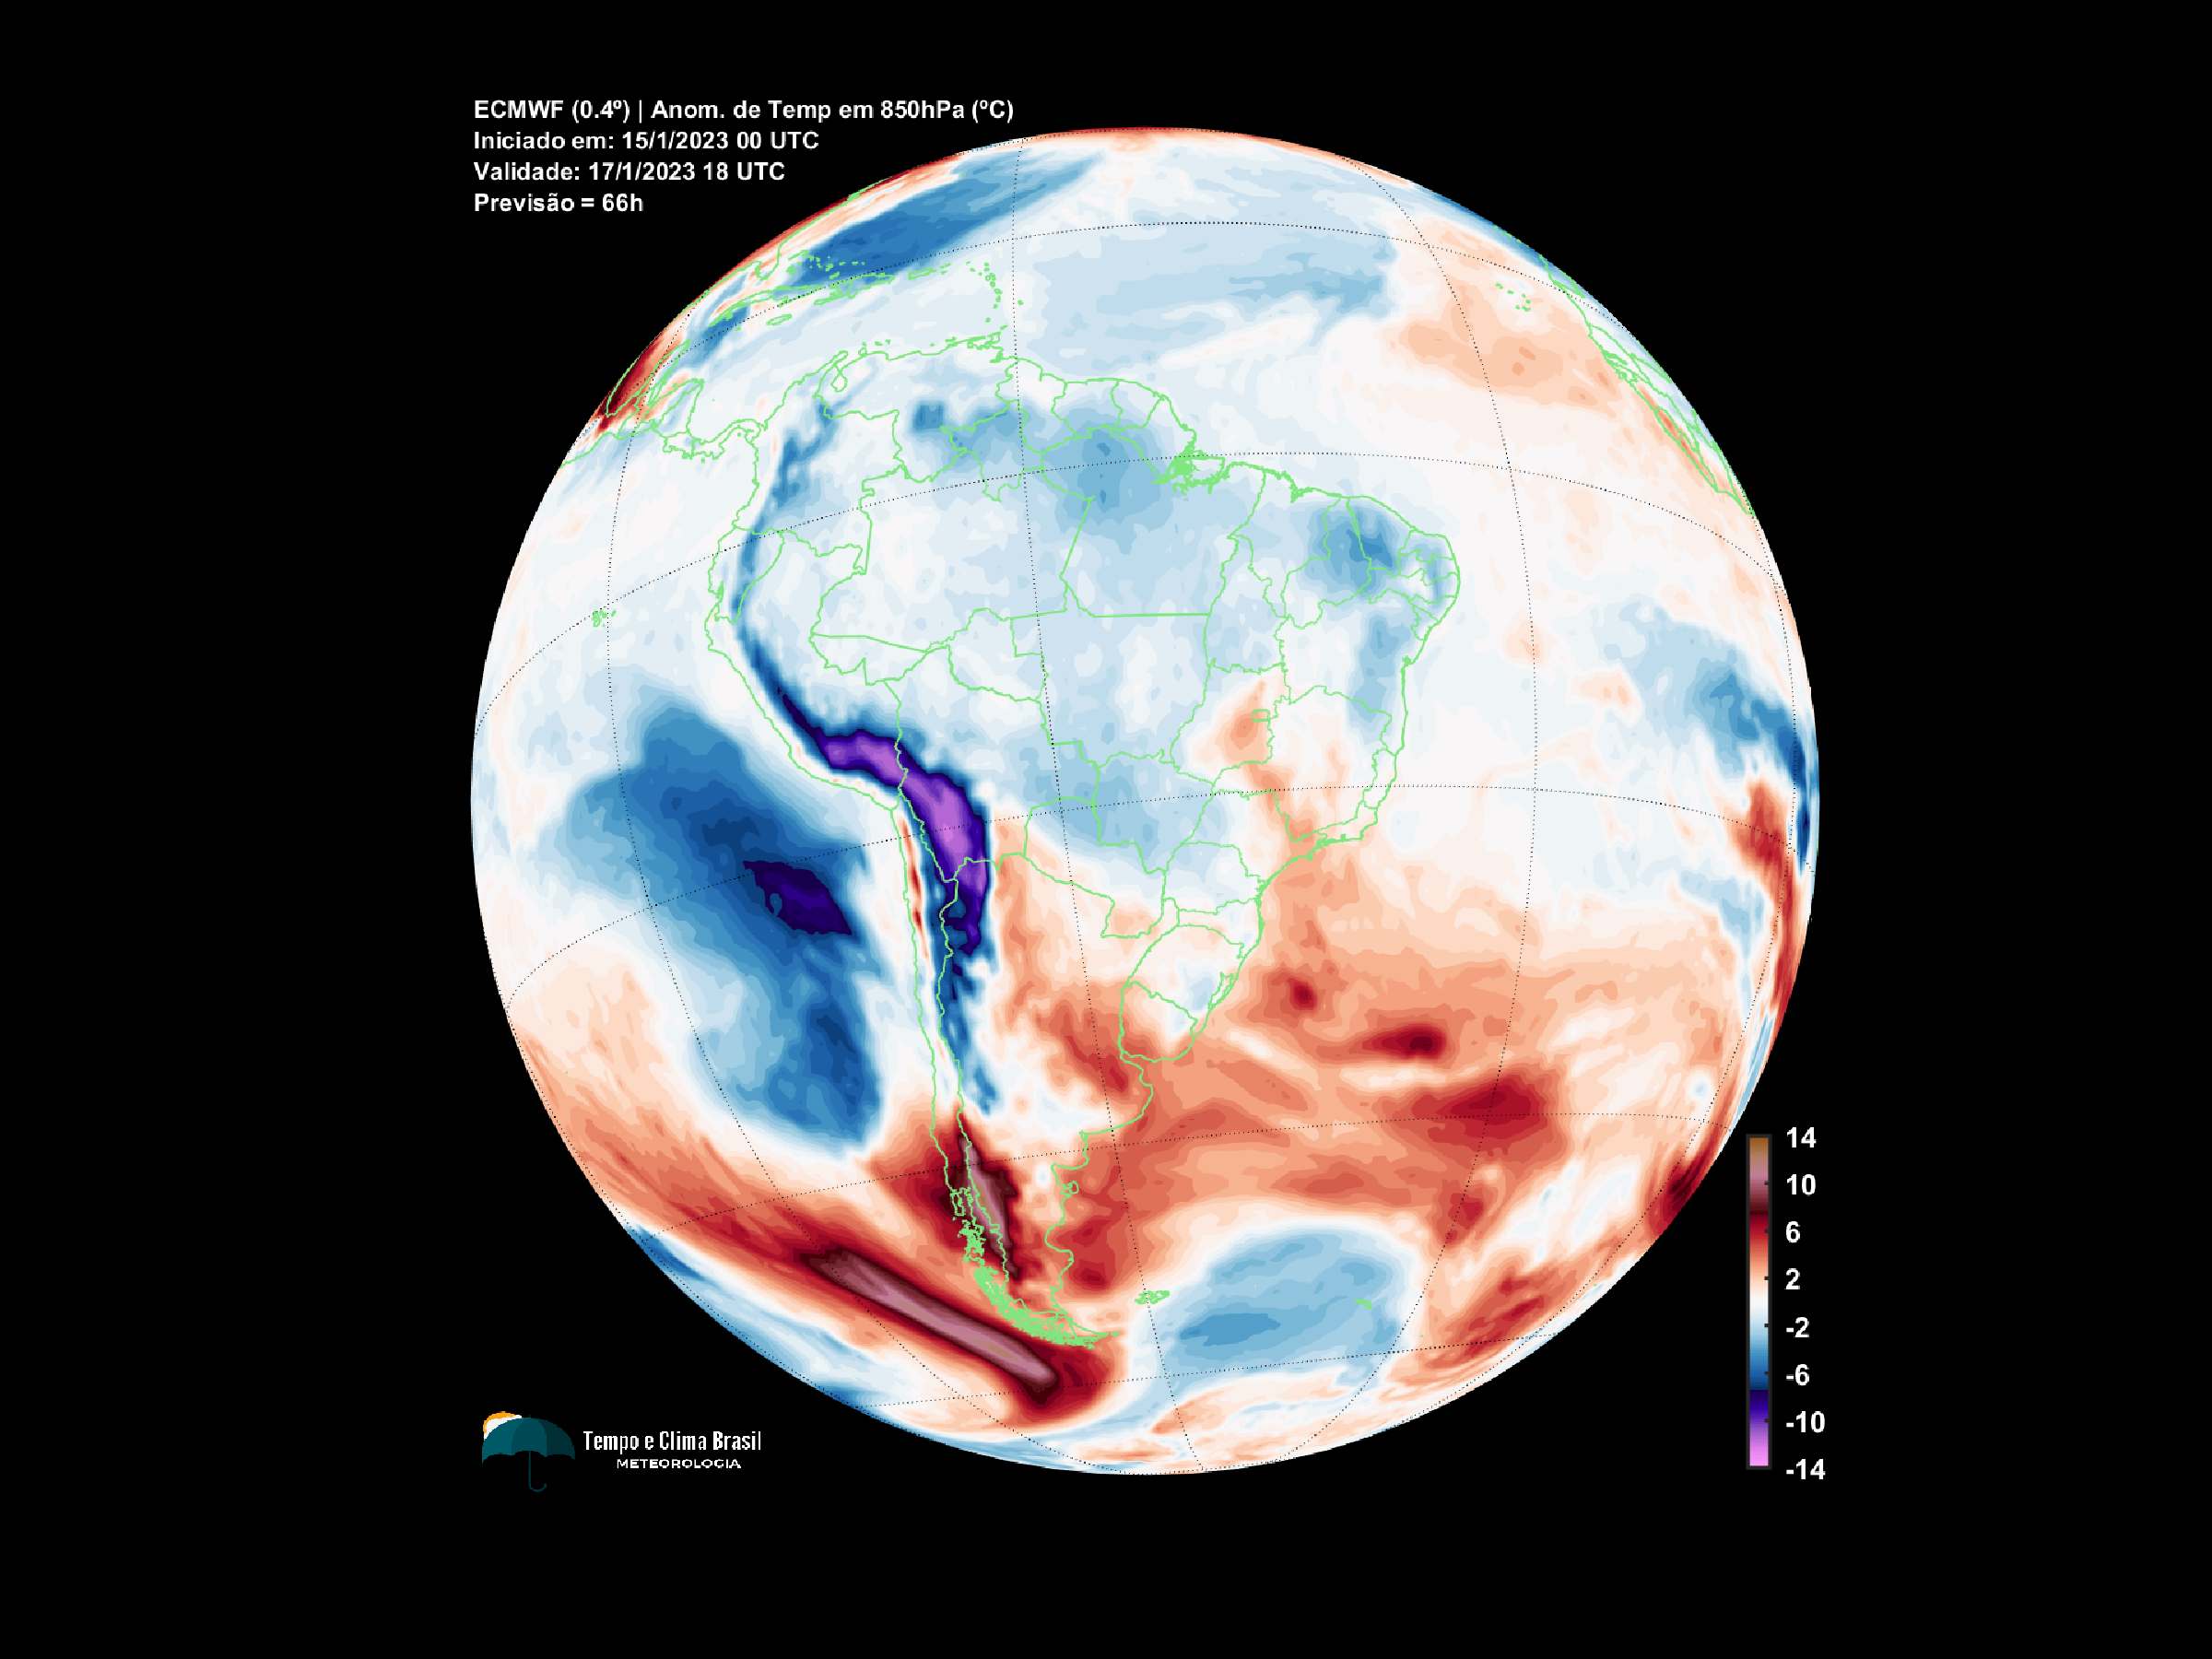 ECMWF (0.4º) | Anom. de Temp em 850hPa (ºC)
Iniciado em: 15/1/2023 00 UTC
Validade: 17/1/2023 18 UTC
Previsão = 66h
14
10
6
2
-2
-6
-10
-14
Tempo e Clima Brasil
METEOROLOGIA